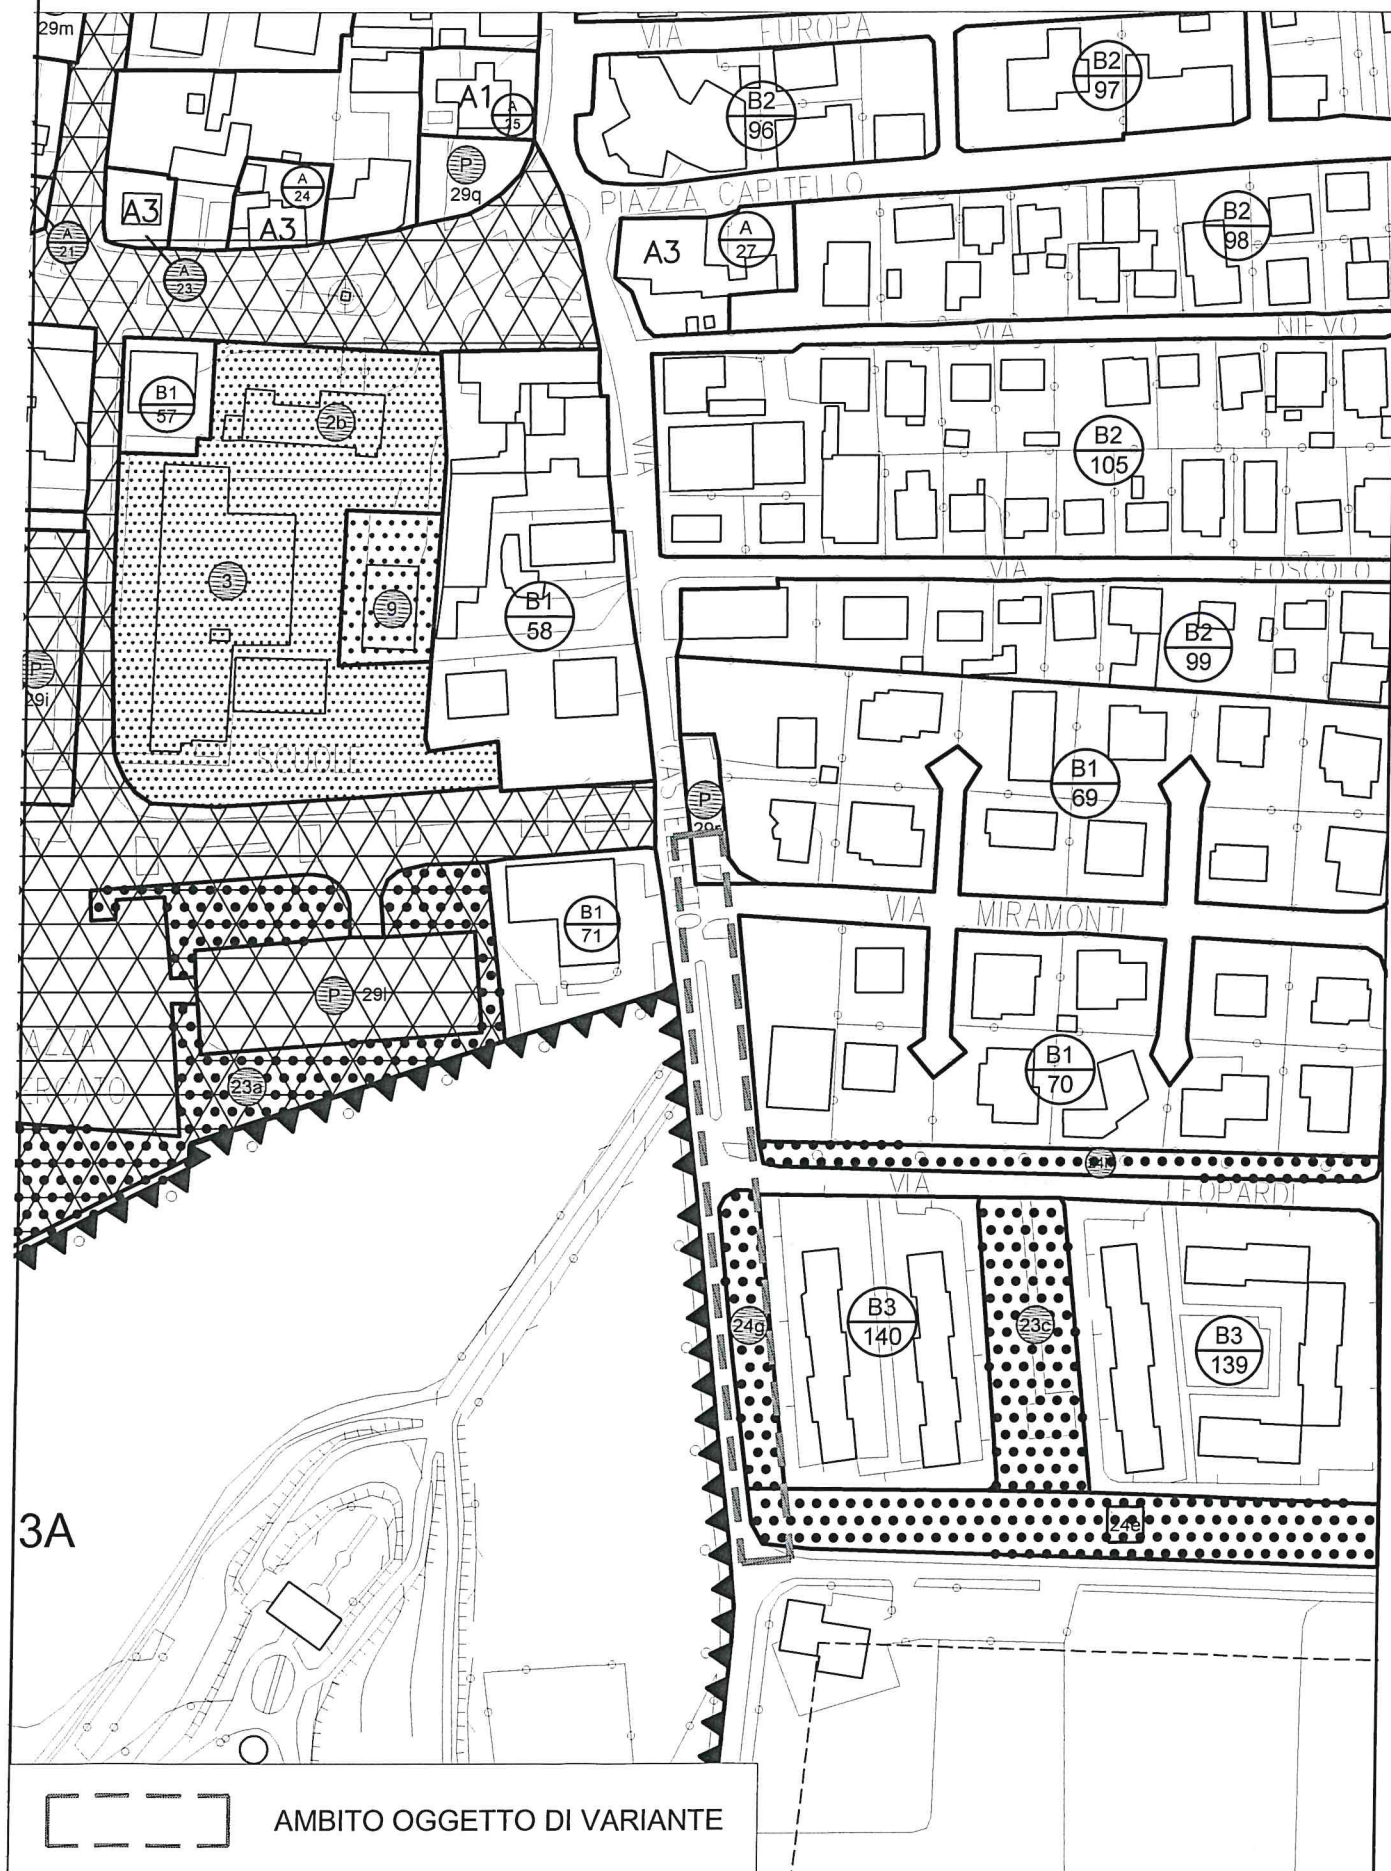 29m
VIA EUROPA
A1
A
25
B2
96
B2
97
P
29q
A
24
A3
A3
PIAZZA CAPITELLO
A
21
A
23
A3
A
27
B2
98
VIA NIEVO
B1
57
2b
VIA
B2
105
3
9
B1
58
VIA FOSCOLO
B2
99
P
29i
SCUOLE
B1
69
P
B1
71
VIA MIRAMONTI
P
29l
B1
70
23a
VIA LEOPARDI
24g
B3
140
23c
B3
139
24e
3A
AMBITO OGGETTO DI VARIANTE